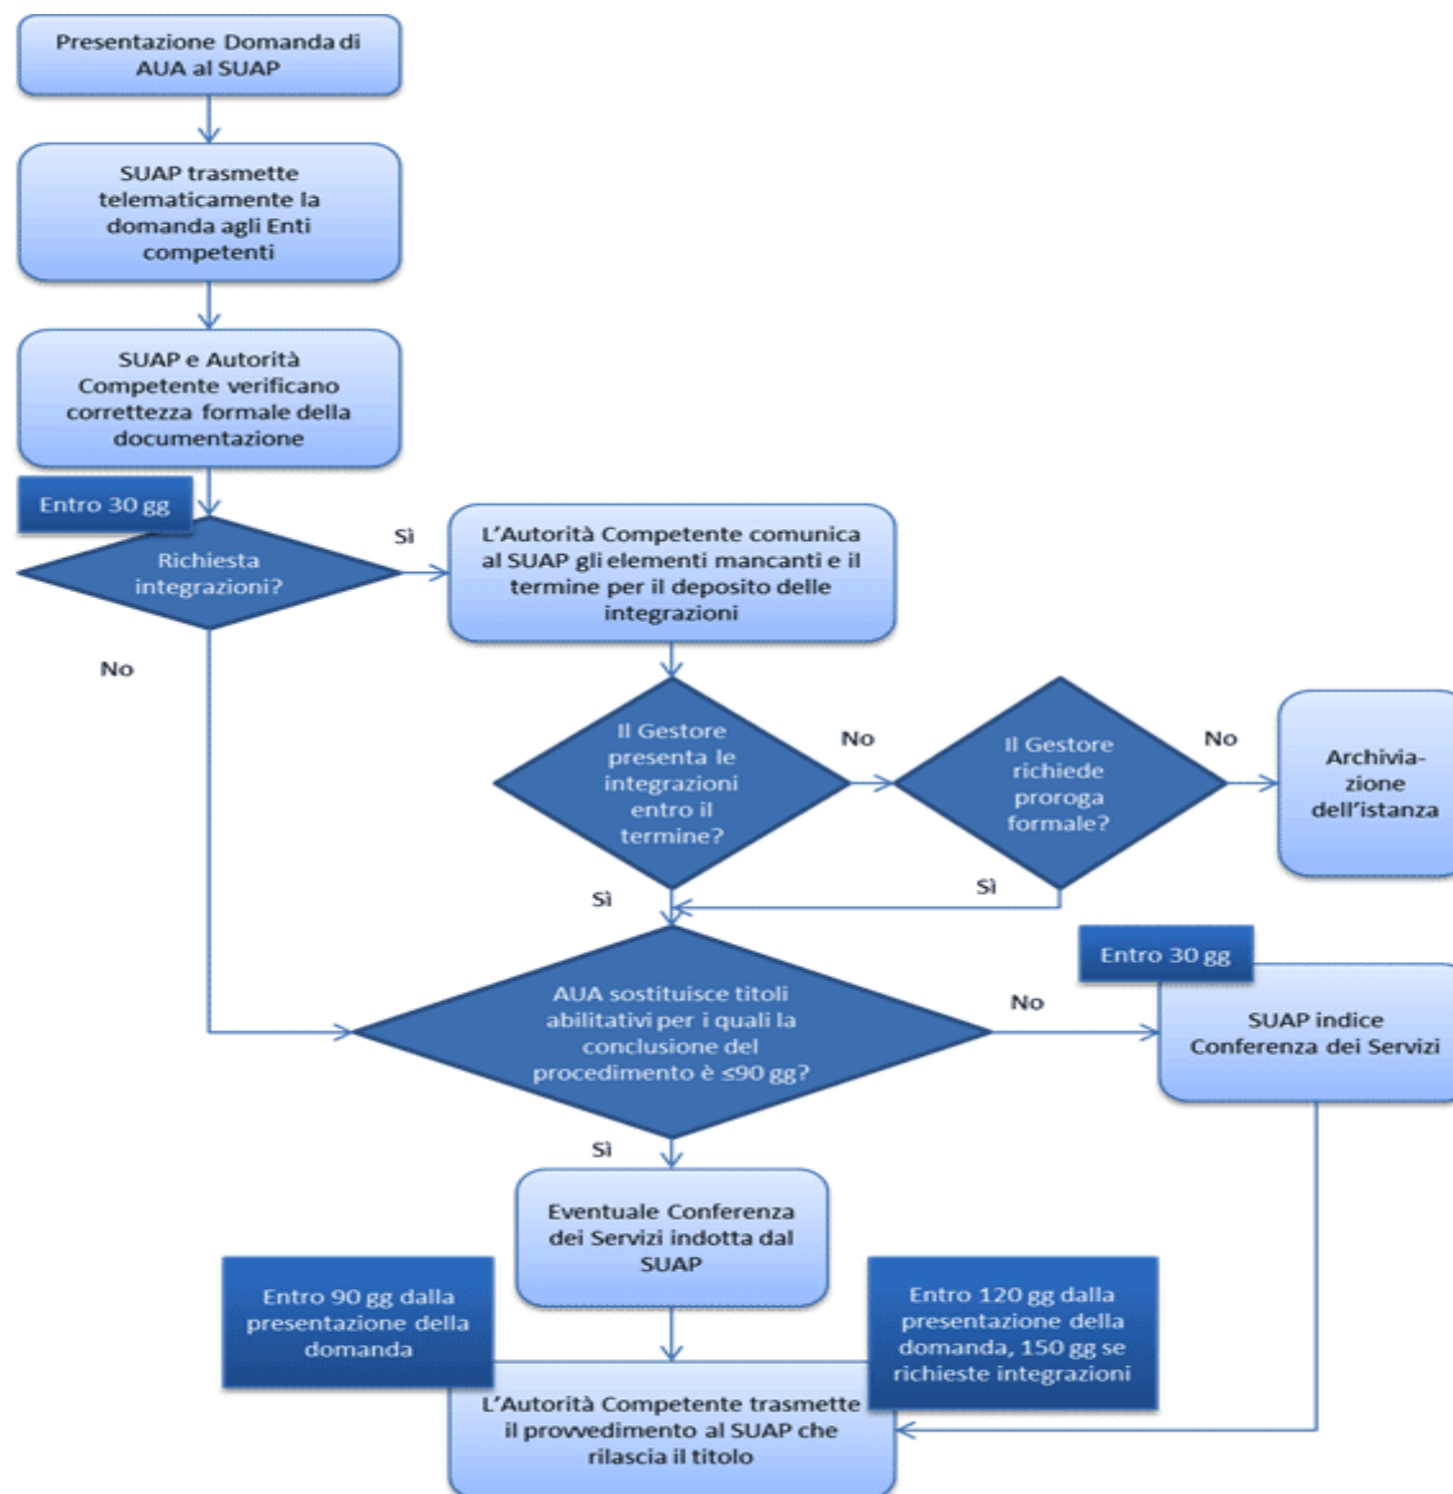 Presentazione Domanda di
AUA al SUAP
SUAP trasmette
telematicamente la
domanda agli Enti
competenti
SUAP e Autorità
Competente verificano
correttezza formale della
documentazione
Entro 30 gg
Richiesta
integrazioni?
Sì
No
L'Autorità Competente comunica
al SUAP gli elementi mancanti e il
termine per il deposito delle
integrazioni
Il Gestore
presenta le
integrazioni
entro il
termine?
No
Il Gestore
richiede
proroga
formale?
No
Archivia-
zione
dell'istanza
Sì
Sì
AUA sostituisce titoli
abilitativi per i quali la
conclusione del
procedimento è ≤90 gg?
No
Entro 30 gg
SUAP indice
Conferenza dei Servizi
Sì
Eventuale Conferenza
dei Servizi indotta dal
SUAP
Entro 90 gg dalla
presentazione della
domanda
Entro 120 gg dalla
presentazione della
domanda, 150 gg se
richieste integrazioni
L'Autorità Competente trasmette
il provvedimento al SUAP che
rilascia il titolo